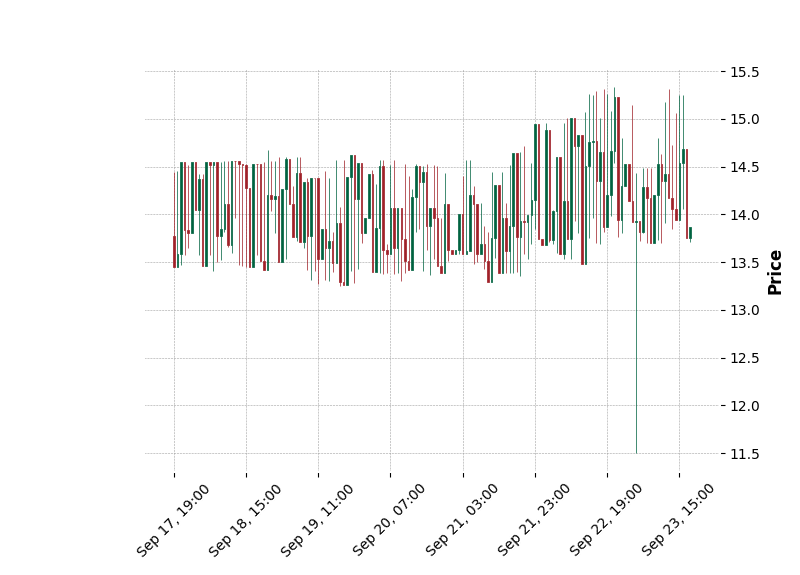 15.5
15.0
14.5
14.0
13.5
13.0
12.5
12.0
11.5
Price
Sep 17, 19:00
Sep 18, 15:00
Sep 19, 11:00
Sep 20, 07:00
Sep 21, 03:00
Sep 21, 23:00
Sep 22, 19:00
Sep 23, 15:00